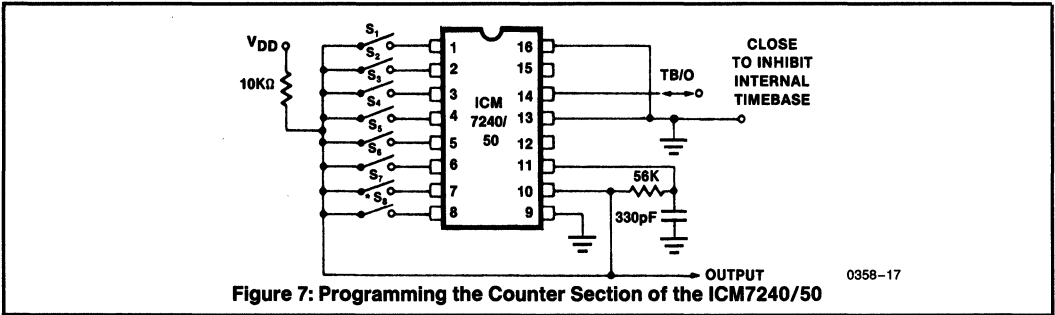 V_DD
10KΩ
S₁
S₂
S₃
S₄
S₅
S₆
S₇
* S₈
1
2
3
4
5
6
7
8
ICM
7240/
50
16
15
14
13
12
11
10
9
TB/O
CLOSE
TO INHIBIT
INTERNAL
TIMEBASE
56K
330pF
OUTPUT
0358–17
Figure 7: Programming the Counter Section of the ICM7240/50